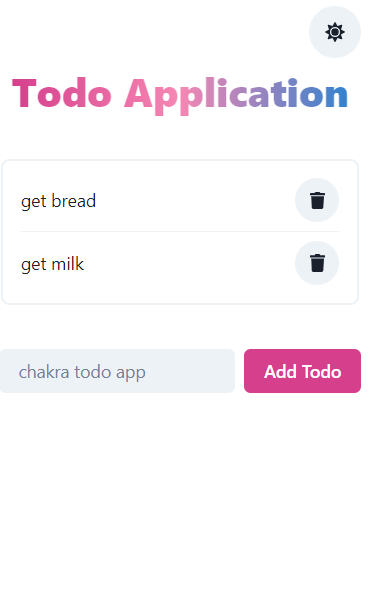 Todo Application
get bread
get milk
chakra todo app
Add Todo